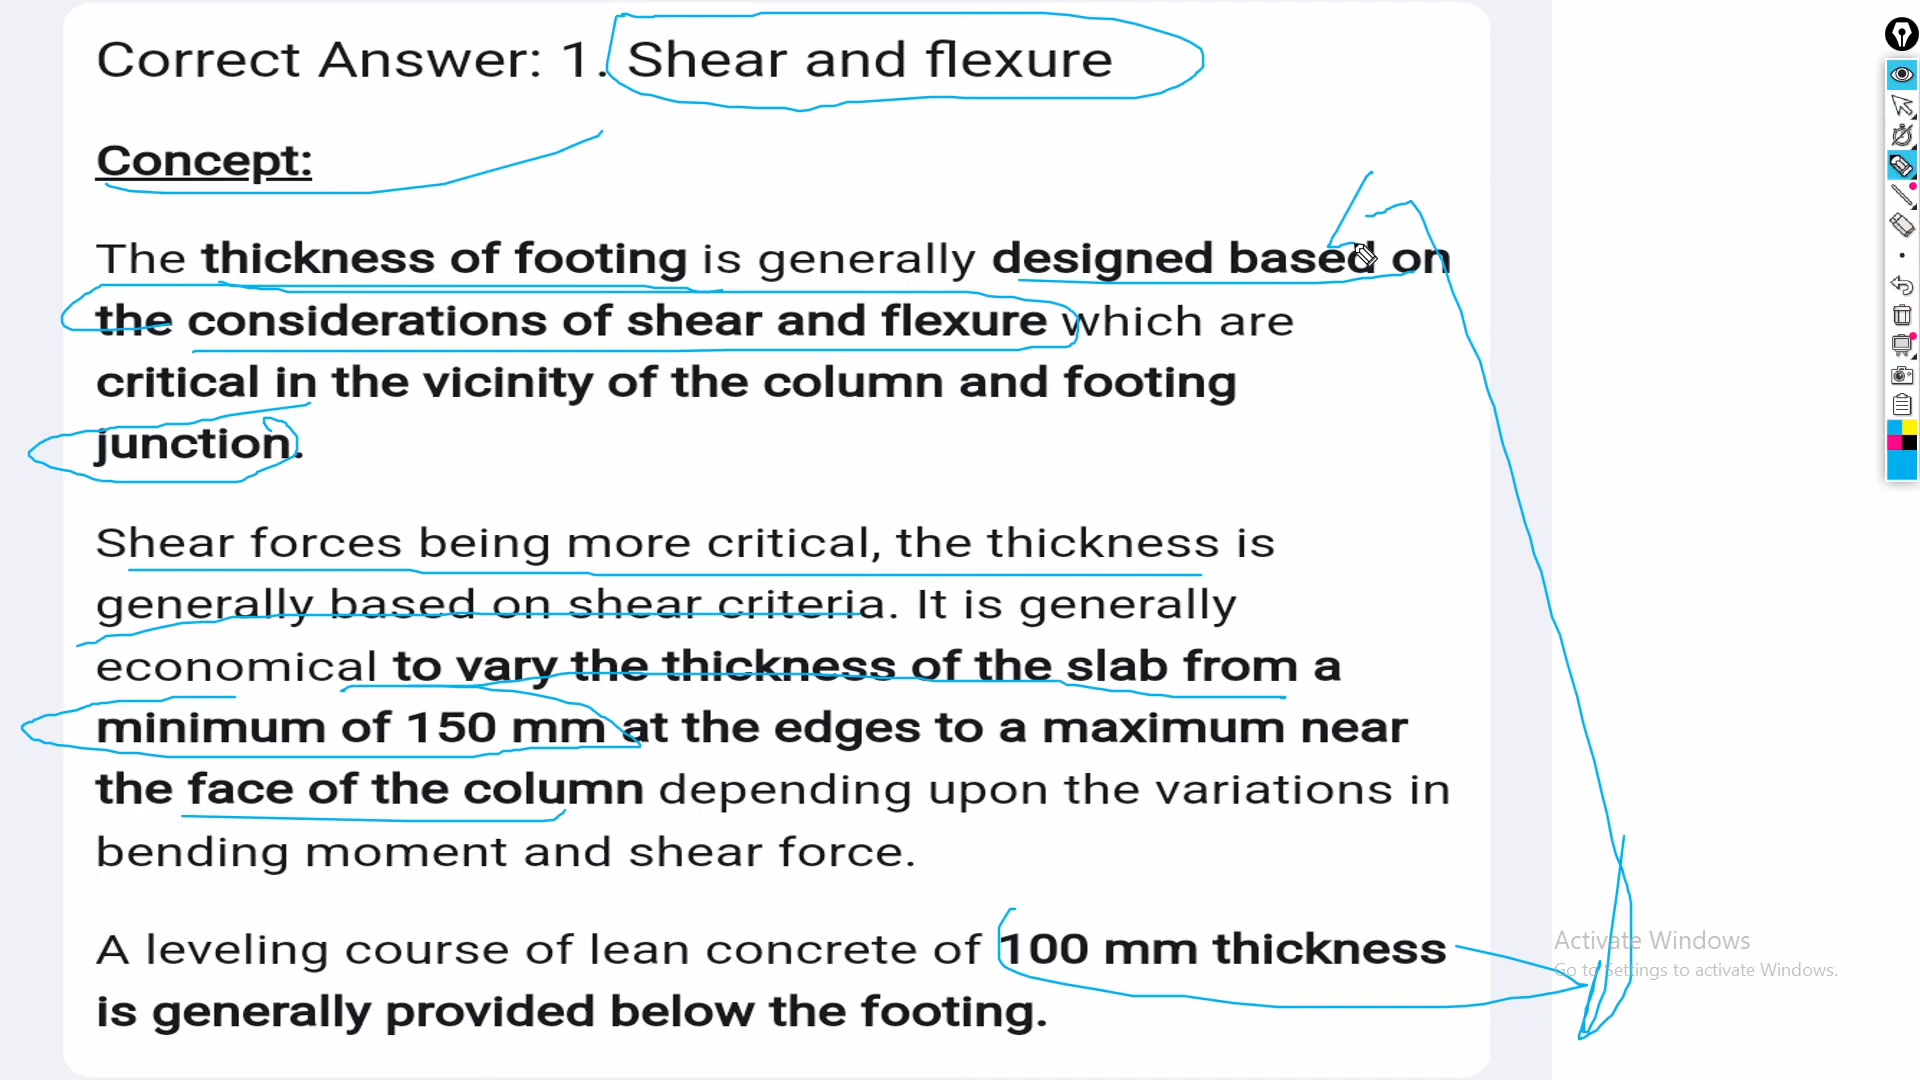 Correct Answer: 1. Shear and flexure
Concept:
The thickness of footing is generally designed based on
the considerations of shear and flexure which are
critical in the vicinity of the column and footing
junction.
Shear forces being more critical, the thickness is
generally based on shear criteria. It is generally
economical to vary the thickness of the slab from a
minimum of 150 mm at the edges to a maximum near
the face of the column depending upon the variations in
bending moment and shear force.
A leveling course of lean concrete of 100 mm thickness
is generally provided below the footing.
Activate Windows
Go to Settings to activate Windows.